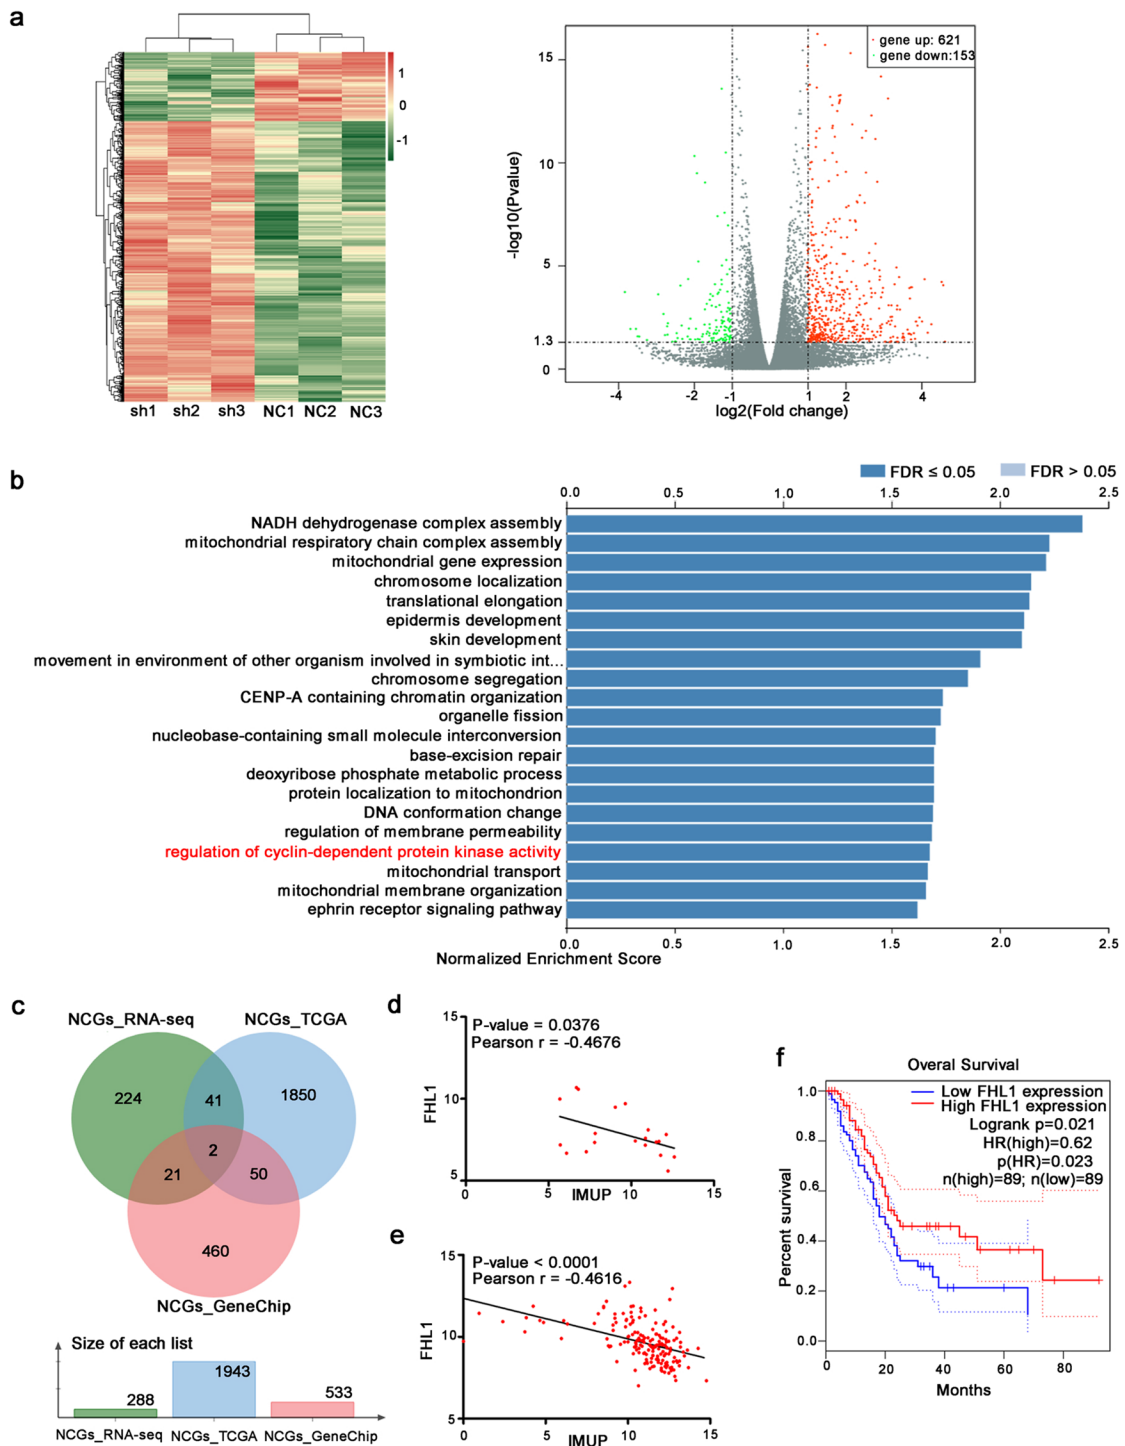 a
1
0
-1
sh1 sh2 sh3 NC1 NC2 NC3
gene up: 621
gene down:153
15
10
5
1.3
0
-log10(Pvalue)
-4 -2 -1 1 2 4
log2(Fold change)
b
FDR ≤ 0.05 FDR > 0.05
0.0 0.5 1.0 1.5 2.0 2.5
NADH dehydrogenase complex assembly
mitochondrial respiratory chain complex assembly
mitochondrial gene expression
chromosome localization
translational elongation
epidermis development
skin development
movement in environment of other organism involved in symbiotic int...
chromosome segregation
CENP-A containing chromatin organization
organelle fission
nucleobase-containing small molecule interconversion
base-excision repair
deoxyribose phosphate metabolic process
protein localization to mitochondrion
DNA conformation change
regulation of membrane permeability
regulation of cyclin-dependent protein kinase activity
mitochondrial transport
mitochondrial membrane organization
ephrin receptor signaling pathway
0.0 0.5 1.0 1.5 2.0 2.5
Normalized Enrichment Score
c
NCGs_RNA-seq NCGs_TCGA
224 41 1850
2
21 50
460
NCGs_GeneChip
Size of each list
288 1943 533
NCGs_RNA-seq NCGs_TCGA NCGs_GeneChip
d
P-value = 0.0376
Pearson r = -0.4676
15
10
5
FHL1
0 5 10 15
IMUP
e
P-value < 0.0001
Pearson r = -0.4616
15
10
5
FHL1
0 5 10 15
IMUP
f
Overal Survival
Low FHL1 expression
High FHL1 expression
Logrank p=0.021
HR(high)=0.62
p(HR)=0.023
n(high)=89; n(low)=89
1.0
0.8
0.6
0.4
0.2
0.0
Percent survival
0 20 40 60 80
Months